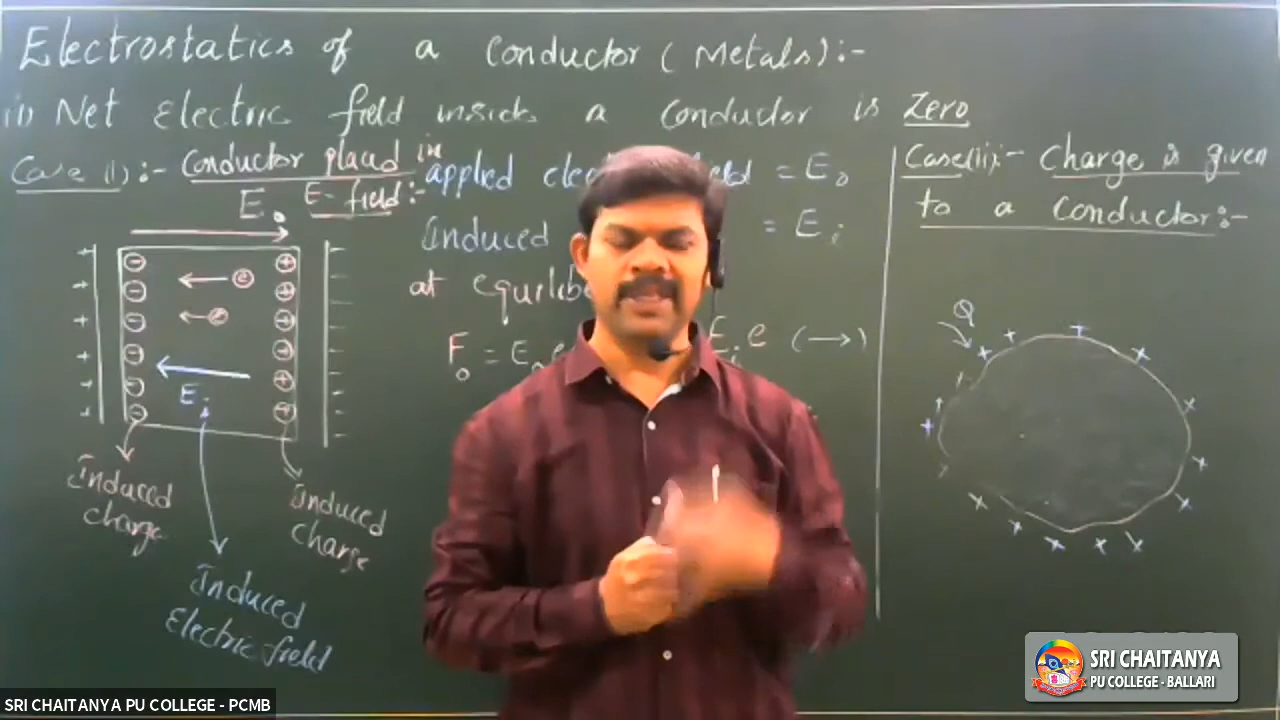 Electrostatics of a Conductor (Metals):-
(i) Net Electric field inside a Conductor is Zero
Case (i):- Conductor placed in E-field:-
applied = E₀
Induced = Eᵢ
at
F₀ = E₀e Eᵢe (→)
E₀
Eᵢ
Induced charge
Induced Charge
Induced Electric field
Case(ii):- Charge is given
to a Conductor:-
Q
SRI CHAITANYA
PU COLLEGE - BALLARI
SRI CHAITANYA PU COLLEGE - PCMB